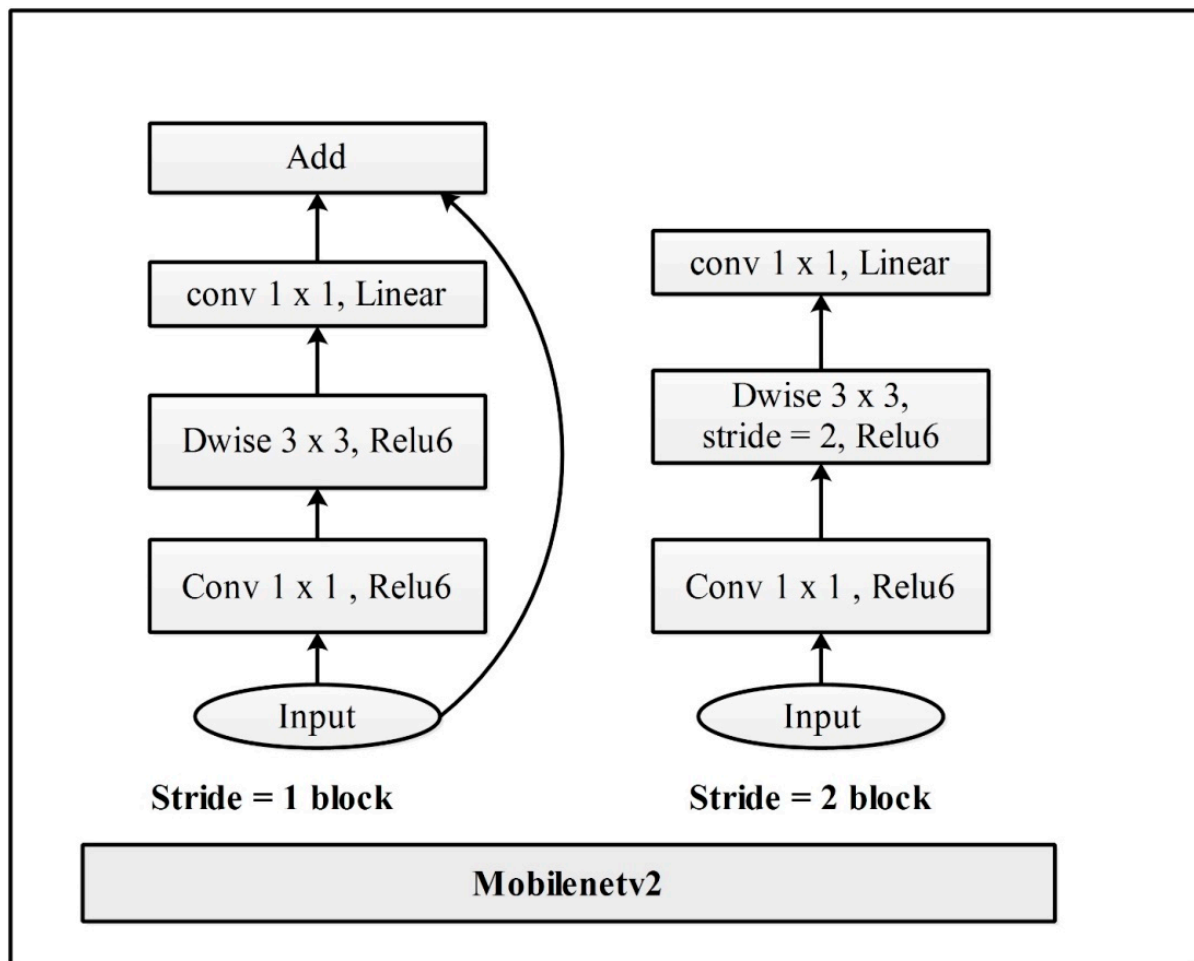 Add
conv 1 x 1, Linear
Dwise 3 x 3, Relu6
Conv 1 x 1 , Relu6
Input
Stride = 1 block
conv 1 x 1, Linear
Dwise 3 x 3,
stride = 2, Relu6
Conv 1 x 1 , Relu6
Input
Stride = 2 block
Mobilenetv2